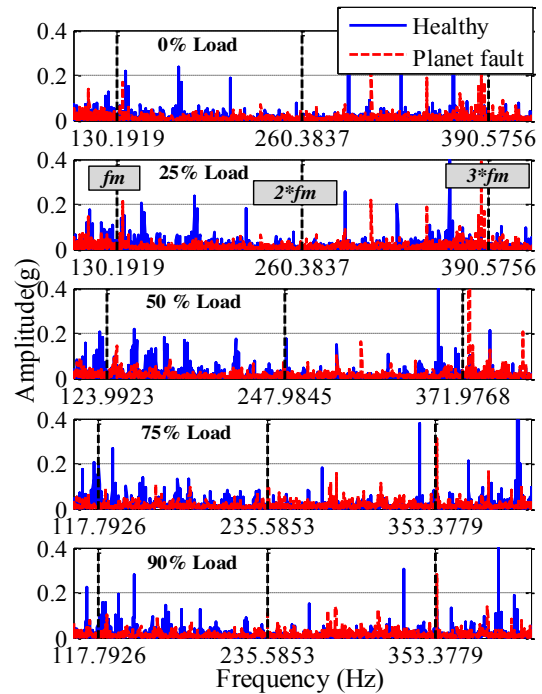 Healthy
Planet fault
0% Load
0.4
0.2
0
130.1919 260.3837 390.5756
fm 25% Load 2*fm 3*fm
0.4
0.2
0
130.1919 260.3837 390.5756
50 % Load
0.4
0.2
0
123.9923 247.9845 371.9768
75% Load
0.4
0.2
0
117.7926 235.5853 353.3779
90% Load
0.4
0.2
0
117.7926 235.5853 353.3779
Amplitude(g)
Frequency (Hz)